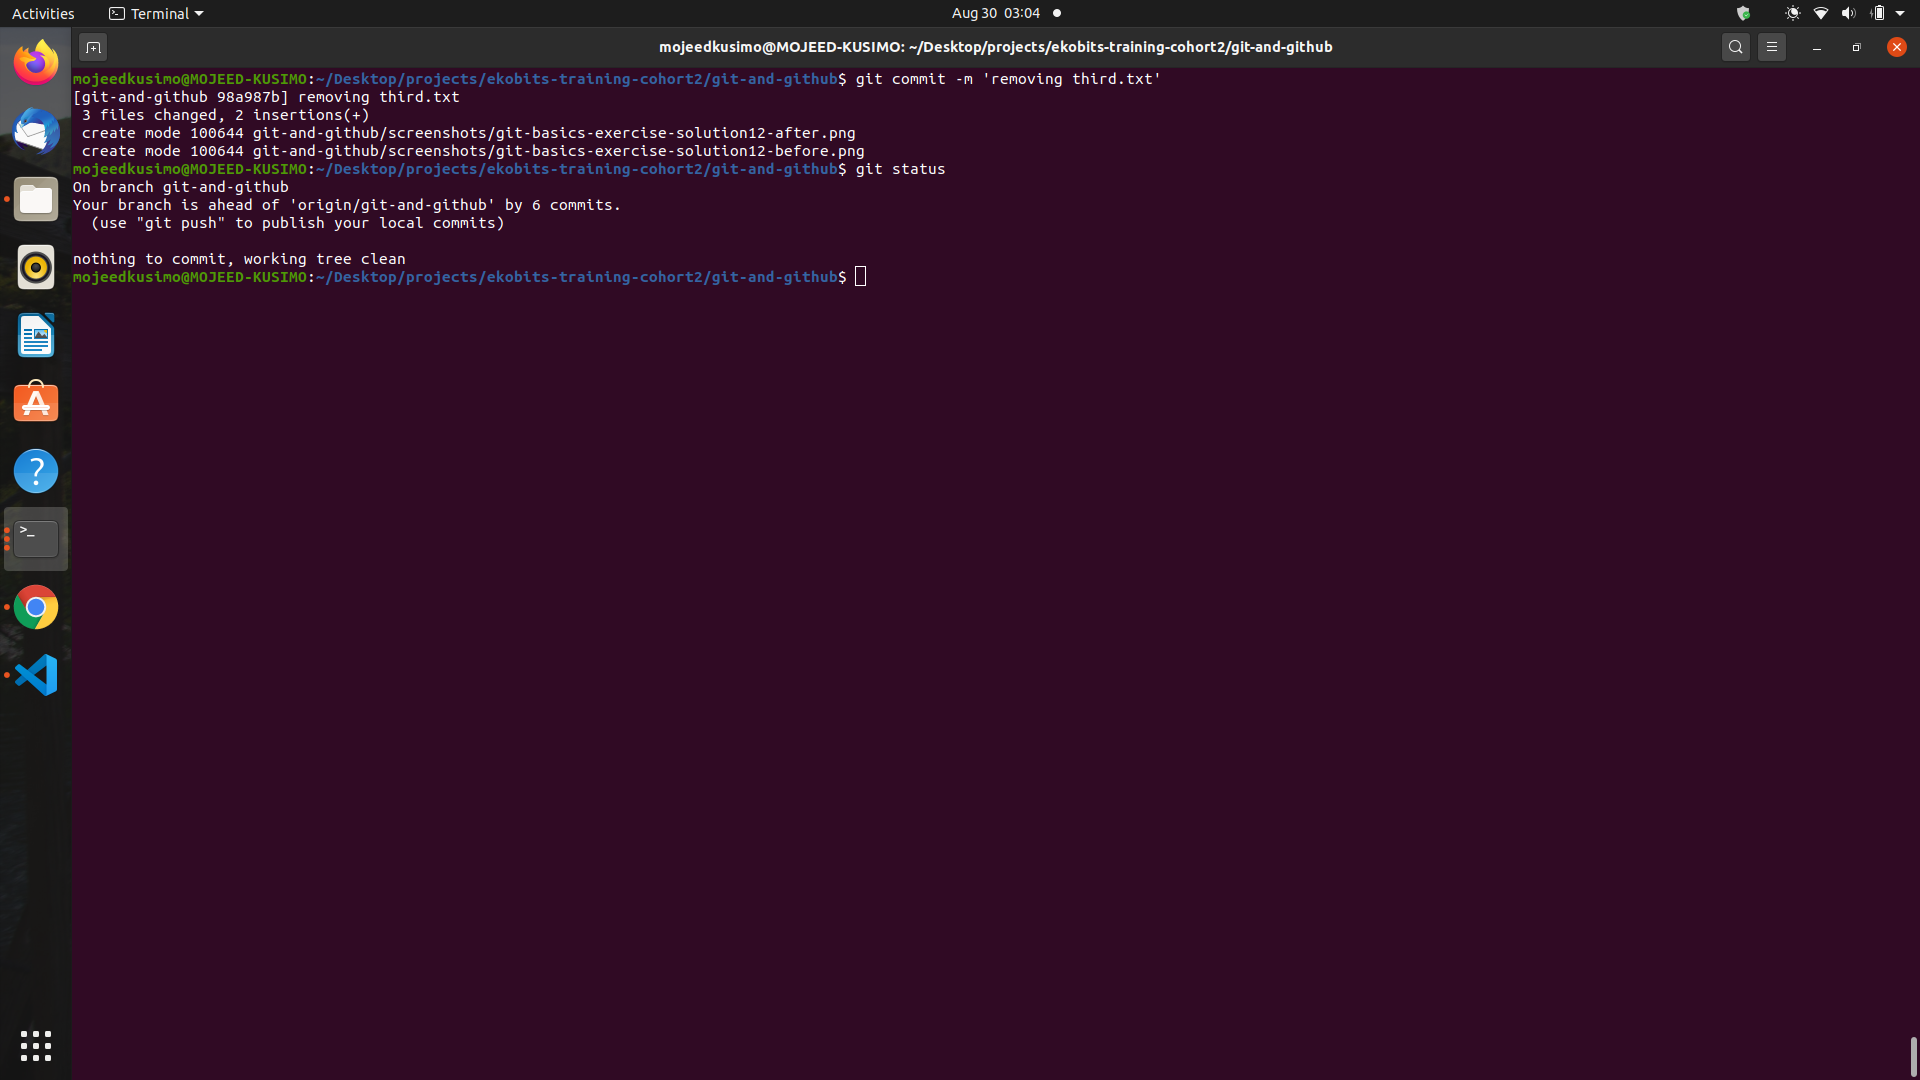 Activities Terminal Aug 30 03:04
mojeedkusimo@MOJEED-KUSIMO: ~/Desktop/projects/ekobits-training-cohort2/git-and-github
mojeedkusimo@MOJEED-KUSIMO:~/Desktop/projects/ekobits-training-cohort2/git-and-github$ git commit -m 'removing third.txt'
[git-and-github 98a987b] removing third.txt
 3 files changed, 2 insertions(+)
 create mode 100644 git-and-github/screenshots/git-basics-exercise-solution12-after.png
 create mode 100644 git-and-github/screenshots/git-basics-exercise-solution12-before.png
mojeedkusimo@MOJEED-KUSIMO:~/Desktop/projects/ekobits-training-cohort2/git-and-github$ git status
On branch git-and-github
Your branch is ahead of 'origin/git-and-github' by 6 commits.
  (use "git push" to publish your local commits)

nothing to commit, working tree clean
mojeedkusimo@MOJEED-KUSIMO:~/Desktop/projects/ekobits-training-cohort2/git-and-github$